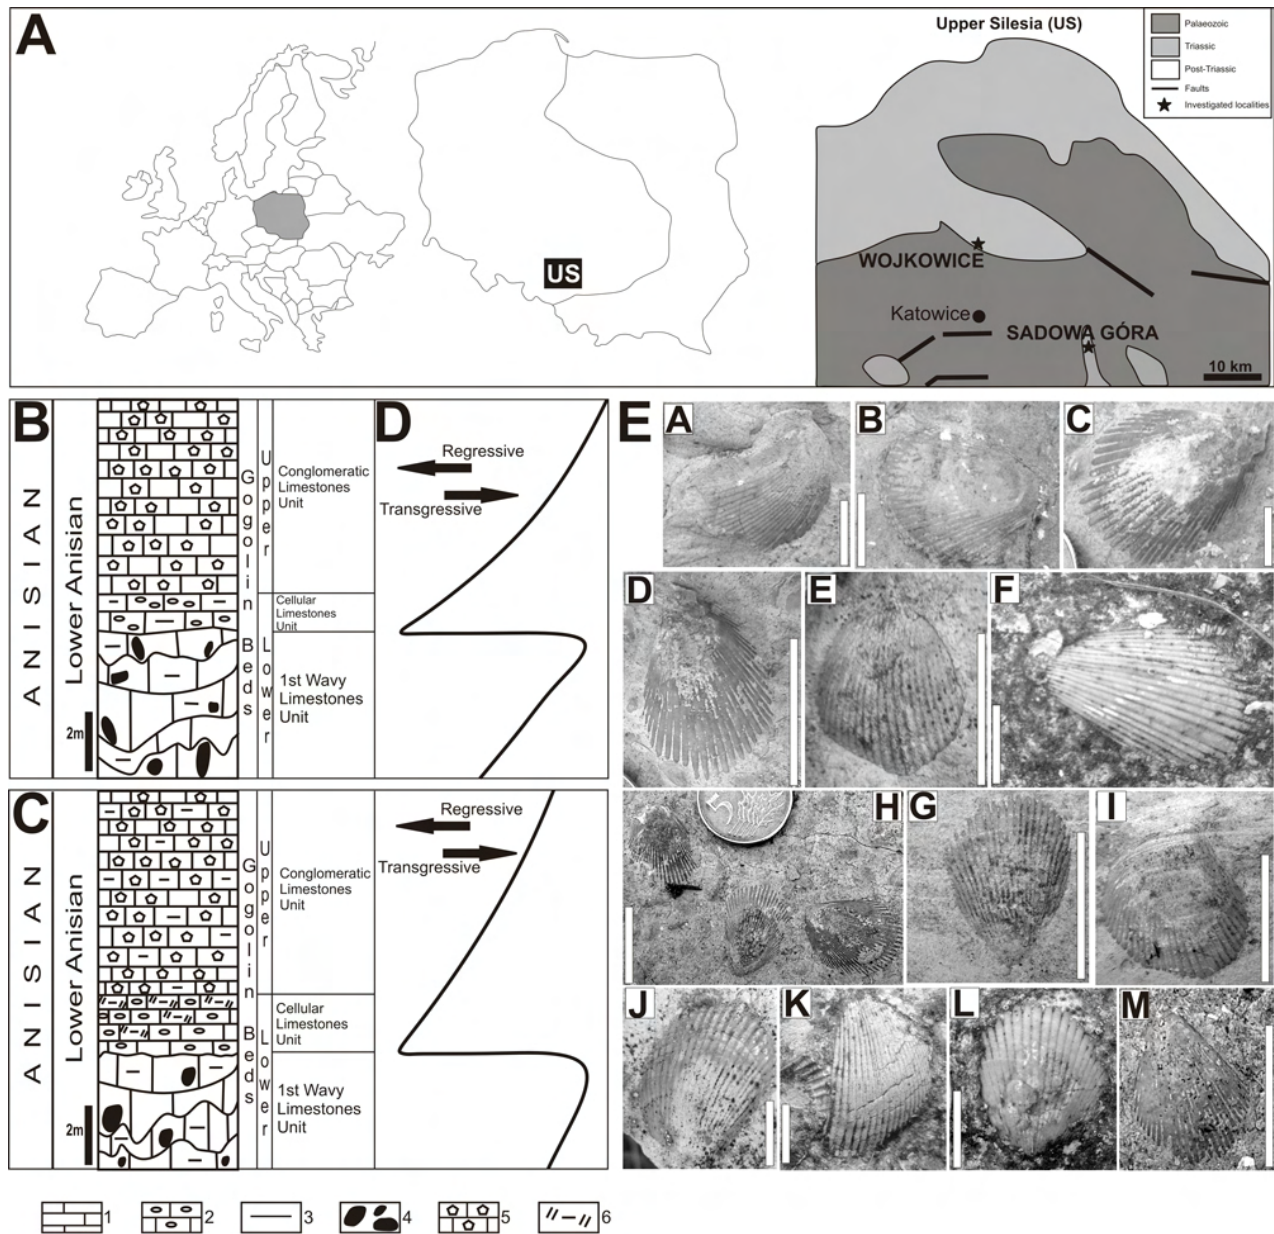 A
Upper Silesia (US)
Palaeozoic
Triassic
Post-Triassic
Faults
Investigated localities
US
WOJKOWICE
Katowice
SADOWA GÓRA
10 km
B
ANISIAN
Lower Anisian
2m
Gogolin Beds
Upper
Lower
Conglomeratic
Limestones
Unit
Cellular
Limestones
Unit
1st Wavy
Limestones
Unit
D
Regressive
Transgressive
C
ANISIAN
Lower Anisian
2m
Gogolin Beds
Upper
Lower
Conglomeratic
Limestones
Unit
Cellular
Limestones
Unit
1st Wavy
Limestones
Unit
Regressive
Transgressive
E
A
B
C
D
E
F
H
G
I
J
K
L
M
5
1
2
3
4
5
6